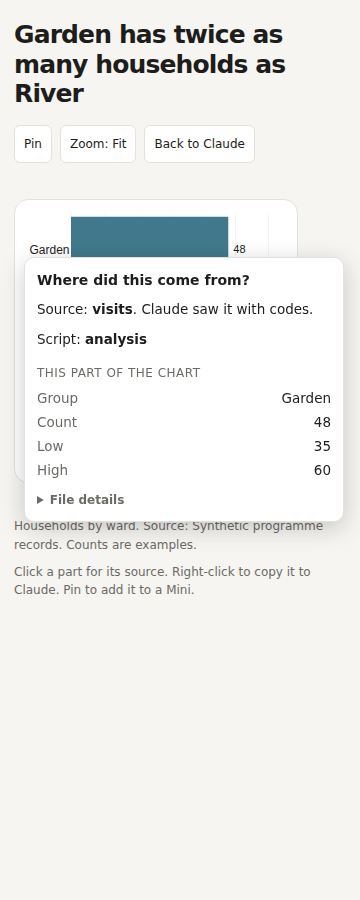 Garden has twice as
many households as
River
Pin
Zoom: Fit
Back to Claude
Garden
48
Where did this come from?
Source: visits. Claude saw it with codes.
Script: analysis
THIS PART OF THE CHART
Group Garden
Count 48
Low 35
High 60
▶ File details
Households by ward. Source: Synthetic programme
records. Counts are examples.
Click a part for its source. Right-click to copy it to
Claude. Pin to add it to a Mini.